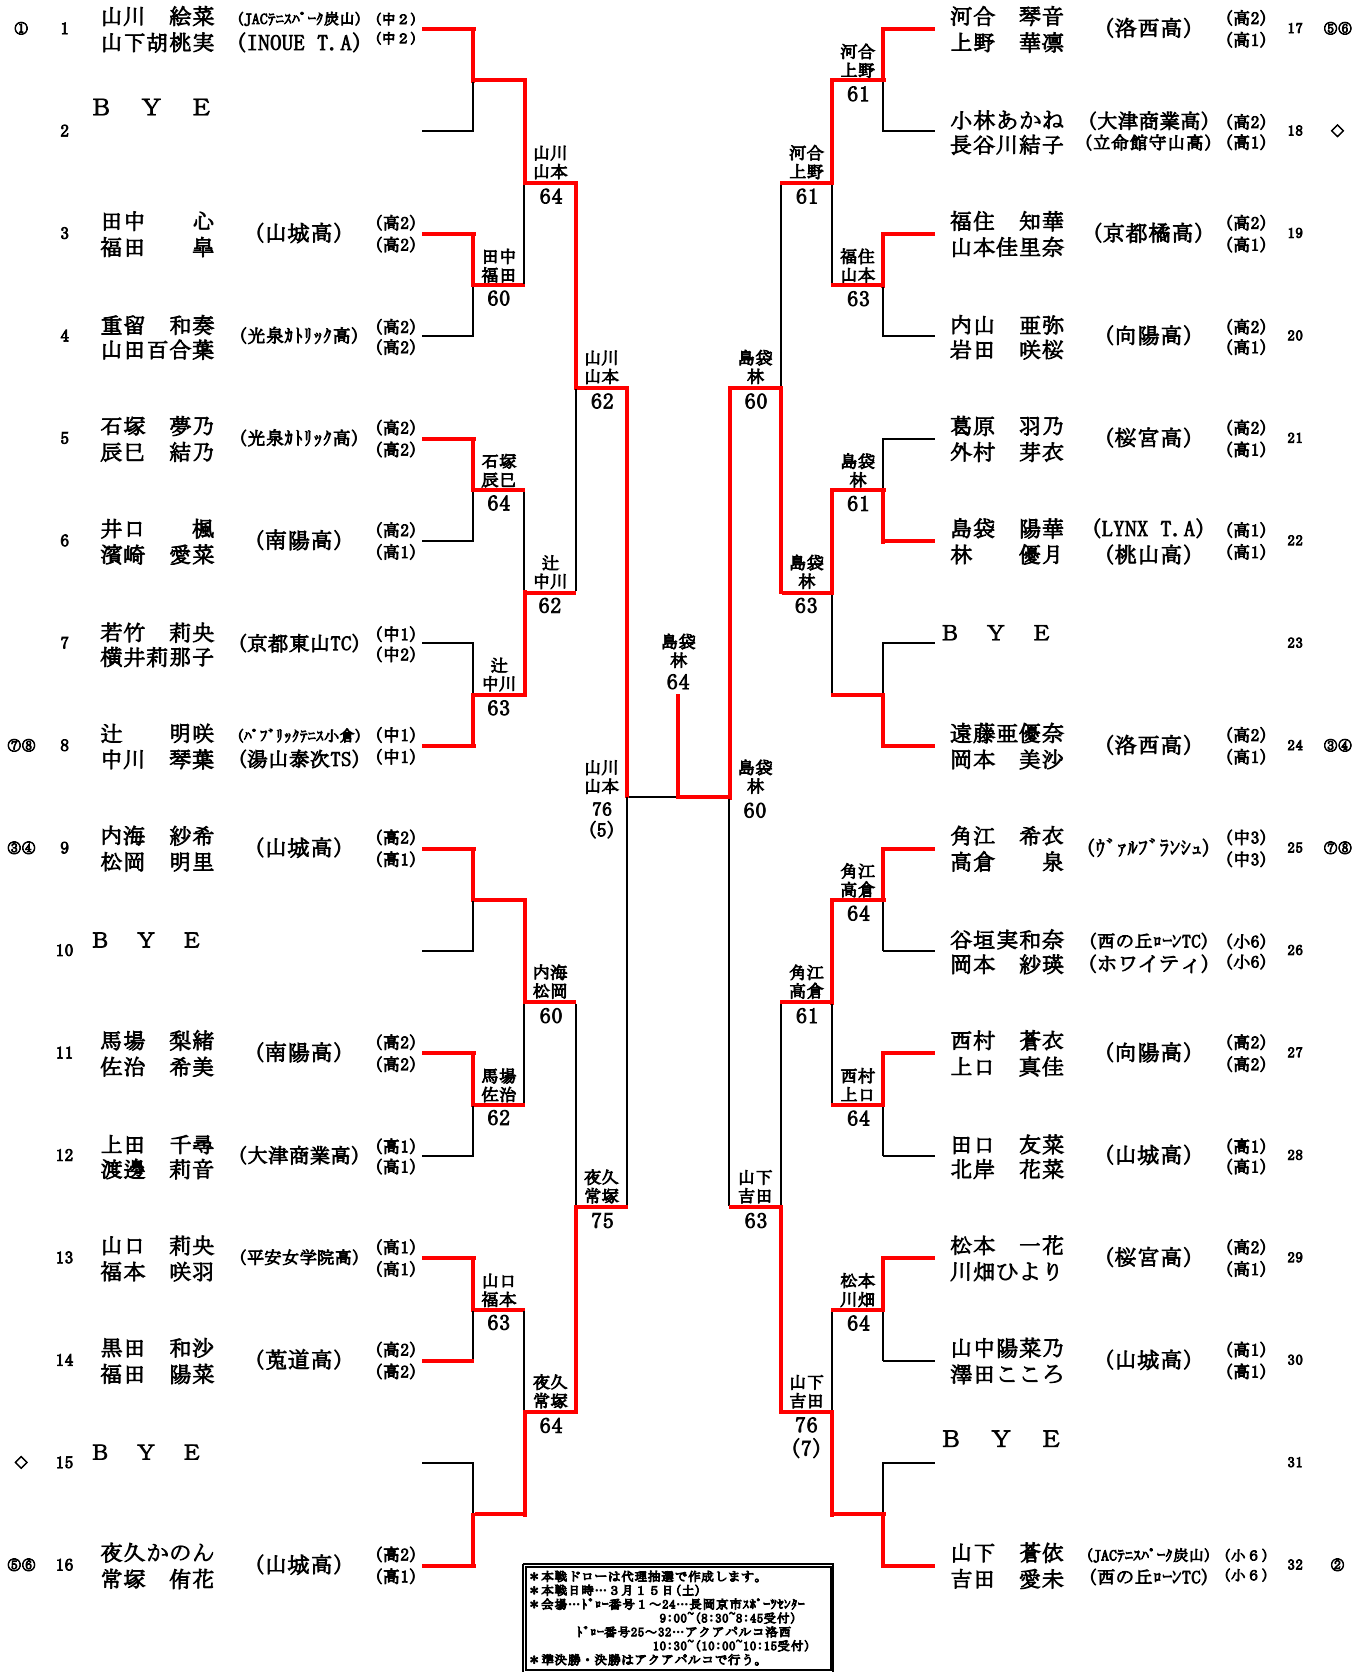 ① 1 山川 絵菜 (JACテニスパーク炭山) (中2)
山下胡桃実 (INOUE T.A) (中2)
2 B Y E
3 田中 心 (山城高) (高2)
福田 皐 (高2)
4 重留 和奏 (光泉カトリック高) (高2)
山田百合葉 (高2)
5 石塚 夢乃 (光泉カトリック高) (高2)
辰巳 結乃 (高2)
6 井口 楓 (南陽高) (高2)
濱崎 愛菜 (高1)
7 若竹 莉央 (京都東山TC) (中1)
横井莉那子 (中2)
⑦⑧ 8 辻 明咲 (パブリックテニス小倉) (中1)
中川 琴葉 (湯山泰次TS) (中1)
③④ 9 内海 紗希 (山城高) (高2)
松岡 明里 (高1)
10 B Y E
11 馬場 梨緒 (南陽高) (高2)
佐治 希美 (高2)
12 上田 千尋 (大津商業高) (高1)
渡邊 莉音 (高1)
13 山口 莉央 (平安女学院高) (高1)
福本 咲羽 (高1)
14 黒田 和沙 (莵道高) (高2)
福田 陽菜 (高2)
◇ 15 B Y E
⑤⑥ 16 夜久かのん (山城高) (高2)
常塚 侑花 (高1)
田中
福田
60
石塚
辰巳
64
辻
中川
63
馬場
佐治
62
山口
福本
63
山川
山本
64
辻
中川
62
内海
松岡
60
夜久
常塚
64
山川
山本
62
夜久
常塚
75
山川
山本
76
(5)
島袋
林
64
島袋
林
60
島袋
林
60
山下
吉田
63
河合
上野
61
島袋
林
63
角江
高倉
61
山下
吉田
76
(7)
河合
上野
61
福住
山本
63
島袋
林
61
角江
高倉
64
西村
上口
64
松本
川畑
64
河合 琴音 (洛西高) (高2) 17 ⑤⑥
上野 華凛 (高1)
小林あかね (大津商業高) (高2) 18 ◇
長谷川結子 (立命館守山高) (高1)
福住 知華 (京都橘高) (高2) 19
山本佳里奈 (高1)
内山 亜弥 (向陽高) (高2) 20
岩田 咲桜 (高1)
葛原 羽乃 (桜宮高) (高2) 21
外村 芽衣 (高1)
島袋 陽華 (LYNX T.A) (高1) 22
林 優月 (桃山高) (高1)
B Y E 23
遠藤亜優奈 (洛西高) (高2) 24 ③④
岡本 美沙 (高1)
角江 希衣 (ヴァルブランシュ) (中3) 25 ⑦⑧
高倉 泉 (中3)
谷垣実和奈 (西の丘ローンTC) (小6) 26
岡本 紗瑛 (ホワイティ) (小6)
西村 蒼衣 (向陽高) (高2) 27
上口 真佳 (高2)
田口 友菜 (山城高) (高1) 28
北岸 花菜 (高1)
松本 一花 (桜宮高) (高2) 29
川畑ひより (高1)
山中陽菜乃 (山城高) (高1) 30
澤田こころ (高1)
B Y E 31
山下 蒼依 (JACテニスパーク炭山) (小6) 32 ②
吉田 愛未 (西の丘ローンTC) (小6)
*本戦ドローは代理抽選で作成します。
*本戦日時…3月15日(土)
*会場…ドロー番号1~24…長岡京市スポーツセンター
9:00~(8:30~8:45受付)
ドロー番号25~32…アクアパルコ洛西
10:30~(10:00~10:15受付)
*準決勝・決勝はアクアパルコで行う。